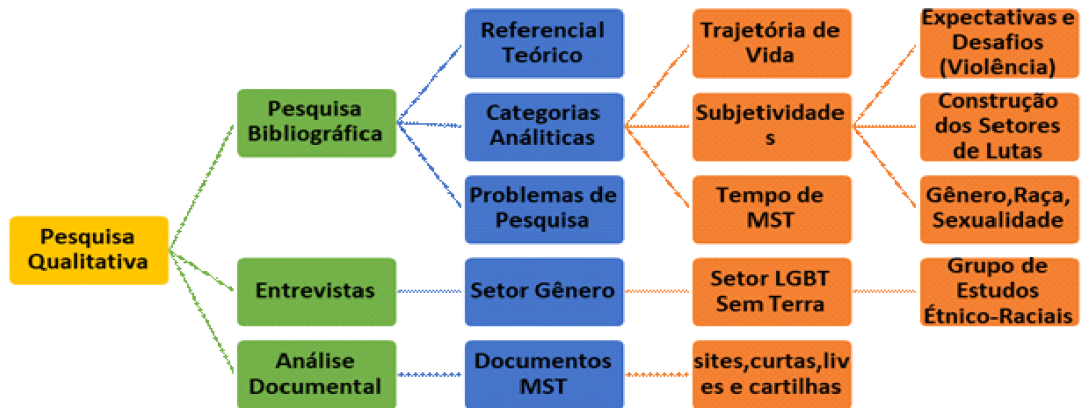 Pesquisa
Qualitativa
Pesquisa
Bibliográfica
Referencial
Teórico
Categorias
Análiticas
Problemas de
Pesquisa
Trajetória de
Vida
Subjetividade
s
Tempo de
MST
Expectativas e
Desafios
(Violência)
Construção
dos Setores
de Lutas
Gênero,Raça,
Sexualidade
Entrevistas
Setor Gênero
Setor LGBT
Sem Terra
Grupo de
Estudos
Étnico-Raciais
Análise
Documental
Documentos
MST
sites,curtas,liv
es e cartilhas